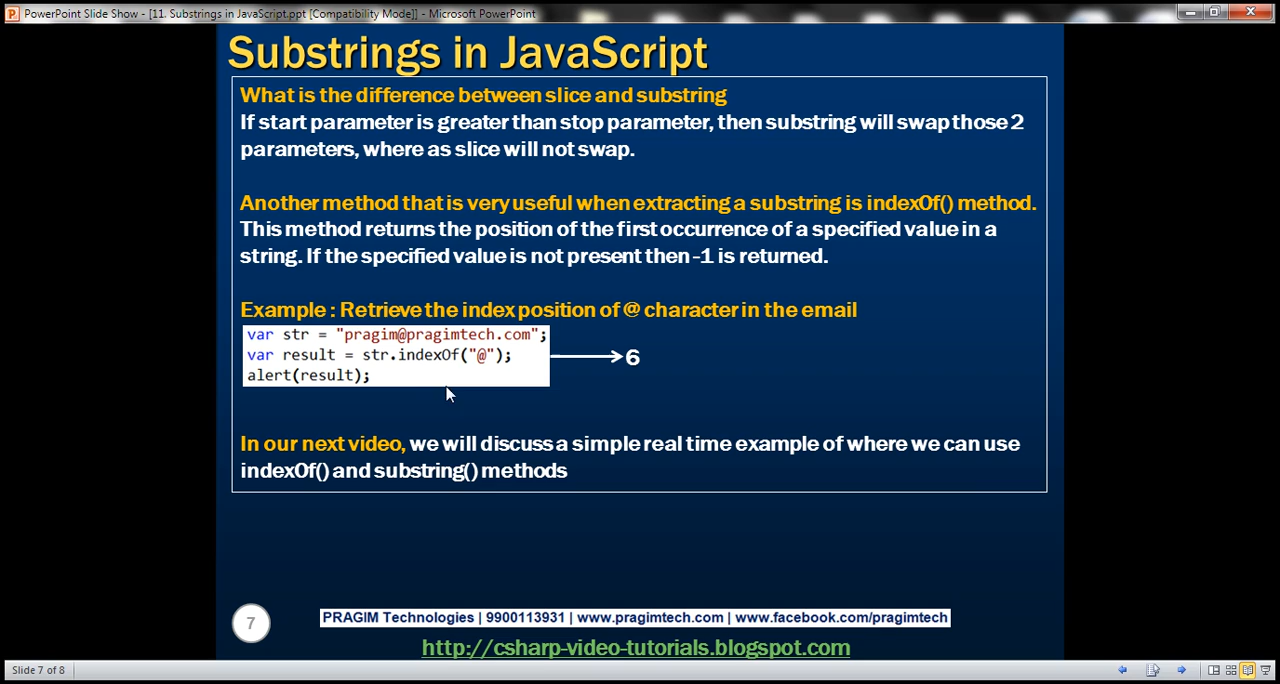 PowerPoint Slide Show - [11. Substrings in JavaScript.ppt [Compatibility Mode]] - Microsoft PowerPoint
Substrings in JavaScript
What is the difference between slice and substring
If start parameter is greater than stop parameter, then substring will swap those 2
parameters, where as slice will not swap.
Another method that is very useful when extracting a substring is indexOf() method.
This method returns the position of the first occurrence of a specified value in a
string. If the specified value is not present then -1 is returned.
Example : Retrieve the index position of @ character in the email
var str = "pragim@pragimtech.com";
var result = str.indexOf("@");
alert(result);
6
In our next video, we will discuss a simple real time example of where we can use
indexOf() and substring() methods
7
PRAGIM Technologies | 9900113931 | www.pragimtech.com | www.facebook.com/pragimtech
http://csharp-video-tutorials.blogspot.com
Slide 7 of 8